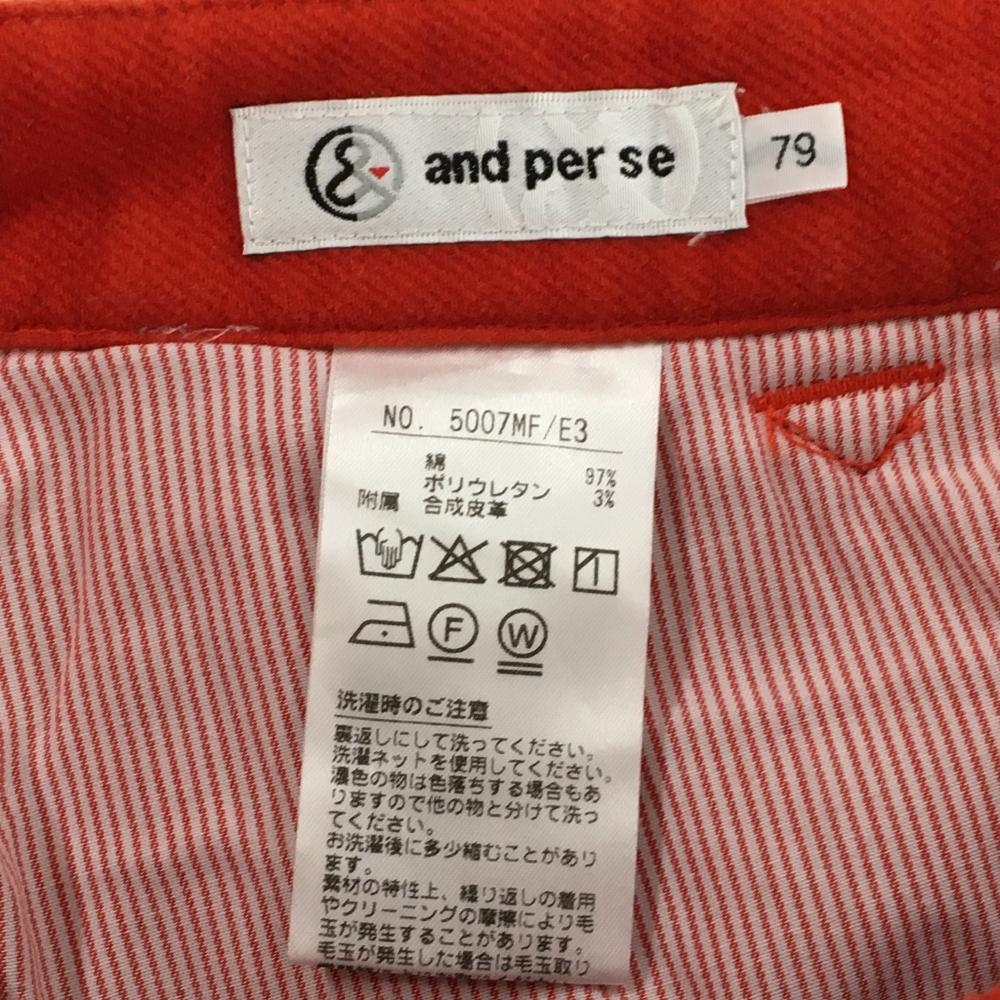 and per se
79
NO. 5007MF/E3
綿 97%
ポリウレタン 3%
附属 合成皮革
F
W
洗濯時のご注意
裏返しにして洗ってください。
洗濯ネットを使用してください。
濃色の物は色落ちする場合もあ
りますので他の物と分けて洗っ
てください。
お洗濯後に多少縮むことがあり
ます。
素材の特性上、繰り返しの着用
やクリーニングの摩擦により毛
玉が発生することがあります。
毛玉が発生した場合は毛玉取り